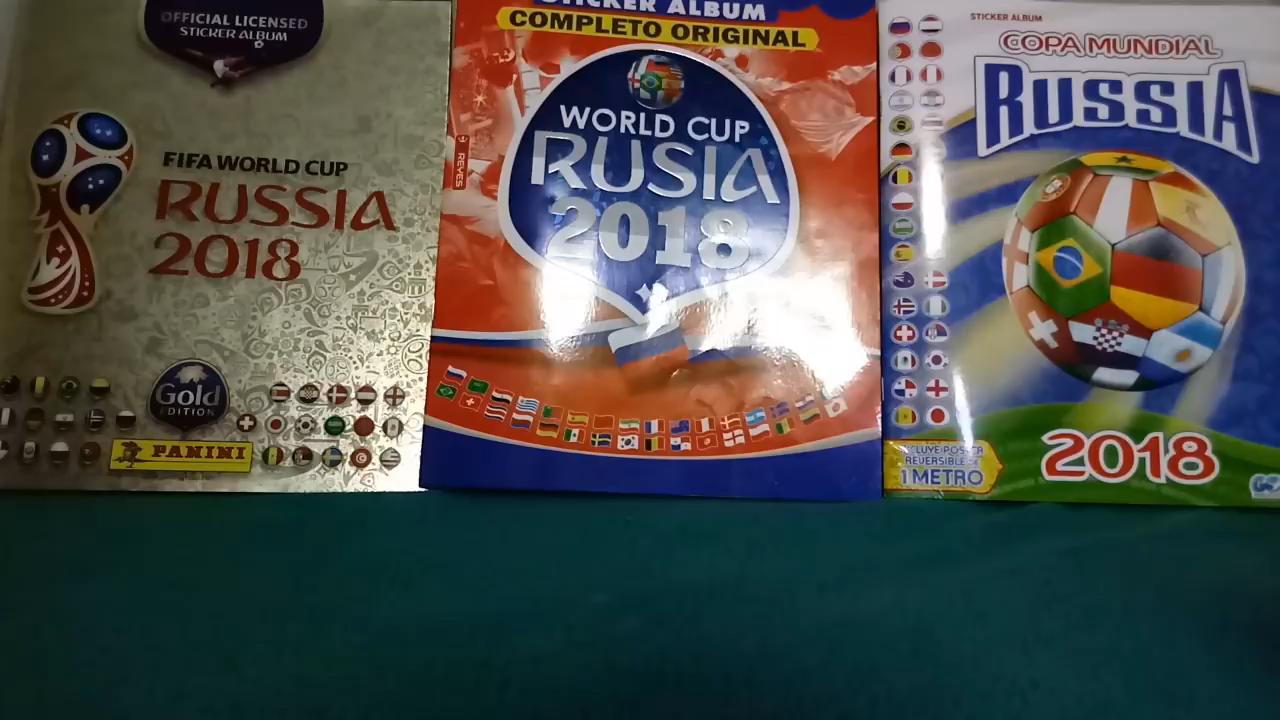 OFFICIAL LICENSED
STICKER ALBUM
FIFA WORLD CUP
RUSSIA
2018
Gold
EDITION
PANINI
STICKER ALBUM
COMPLETO ORIGINAL
WORLD CUP
RUSIA
2018
REYES
STICKER ALBUM
COPA MUNDIAL
RUSSIA
2018
INCLUYE POSTER
REVERSIBLE DE
1 METRO